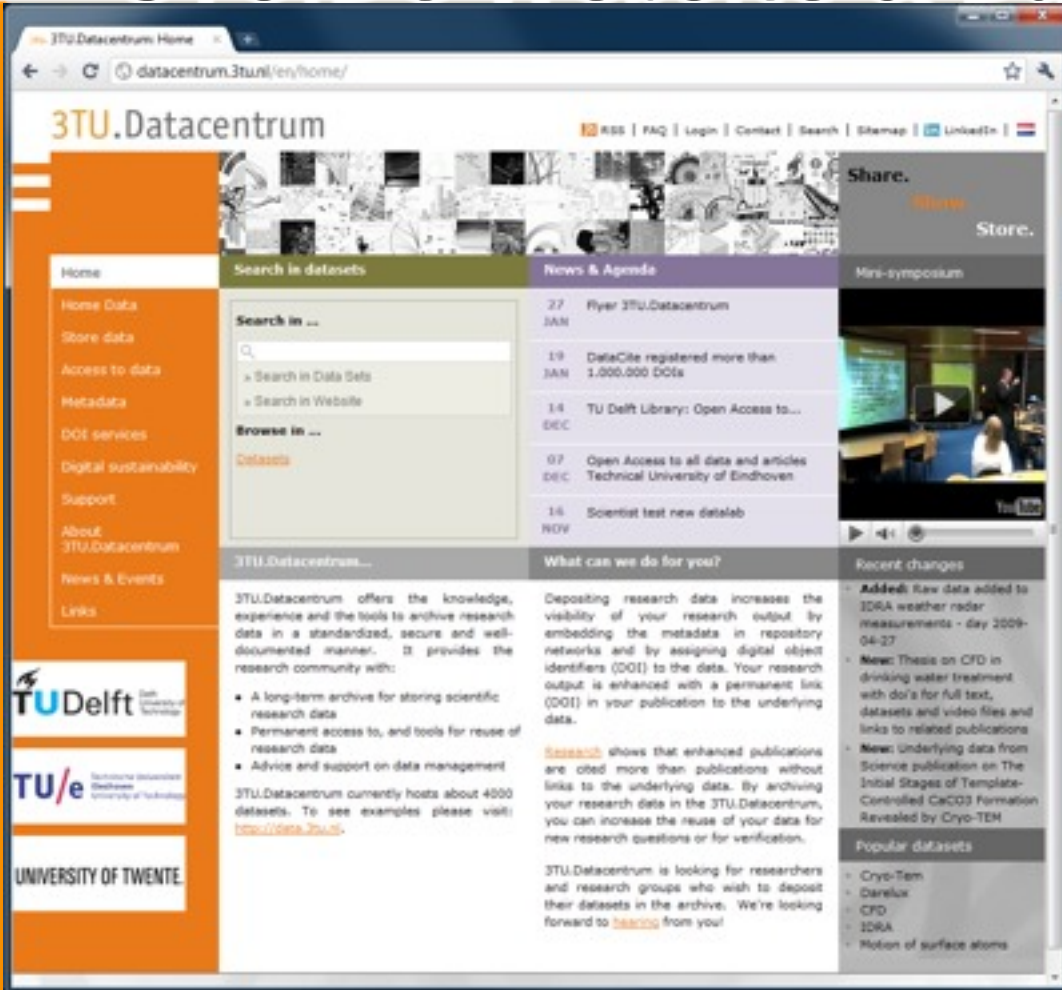 3TU.Datacentrum: Home
datacentrum.3tu.nl/en/home/
3TU.Datacentrum
RSS | FAQ | Login | Contact | Search | Sitemap | LinkedIn |
Share.
Show.
Store.
Home
Home Data
Store data
Access to data
Metadata
DOI services
Digital sustainability
Support
About
3TU.Datacentrum
News & Events
Links
TU Delft
Delft
University of
Technology
TU/e
Technische Universiteit
Eindhoven
University of Technology
UNIVERSITY OF TWENTE.
Search in datasets
Search in ...
» Search in Data Sets
» Search in Website
Browse in ...
Datasets
News & Agenda
27 JAN
Flyer 3TU.Datacentrum
19 JAN
DataCite registered more than
1.000.000 DOIs
14 DEC
TU Delft Library: Open Access to...
07 DEC
Open Access to all data and articles
Technical University of Eindhoven
16 NOV
Scientist test new datalab
Mini-symposium
YouTube
3TU.Datacentrum...
3TU.Datacentrum offers the knowledge,
experience and the tools to archive research
data in a standardized, secure and well-
documented manner. It provides the
research community with:
• A long-term archive for storing scientific
research data
• Permanent access to, and tools for reuse of
research data
• Advice and support on data management
3TU.Datacentrum currently hosts about 4000
datasets. To see examples please visit:
http://data.3tu.nl.
What can we do for you?
Depositing research data increases the
visibility of your research output by
embedding the metadata in repository
networks and by assigning digital object
identifiers (DOI) to the data. Your research
output is enhanced with a permanent link
(DOI) in your publication to the underlying
data.
Research shows that enhanced publications
are cited more than publications without
links to the underlying data. By archiving
your research data in the 3TU.Datacentrum,
you can increase the reuse of your data for
new research questions or for verification.
3TU.Datacentrum is looking for researchers
and research groups who wish to deposit
their datasets in the archive. We're looking
forward to hearing from you!
Recent changes
Added: Raw data added to
IDRA weather radar
measurements - day 2009-
04-27
New: Thesis on CFD in
drinking water treatment
with doi's for full text,
datasets and video files and
links to related publications
New: Underlying data from
Science publication on The
Initial Stages of Template-
Controlled CaCO3 Formation
Revealed by Cryo-TEM
Popular datasets
Cryo-Tem
Darelux
CFD
IDRA
Motion of surface atoms